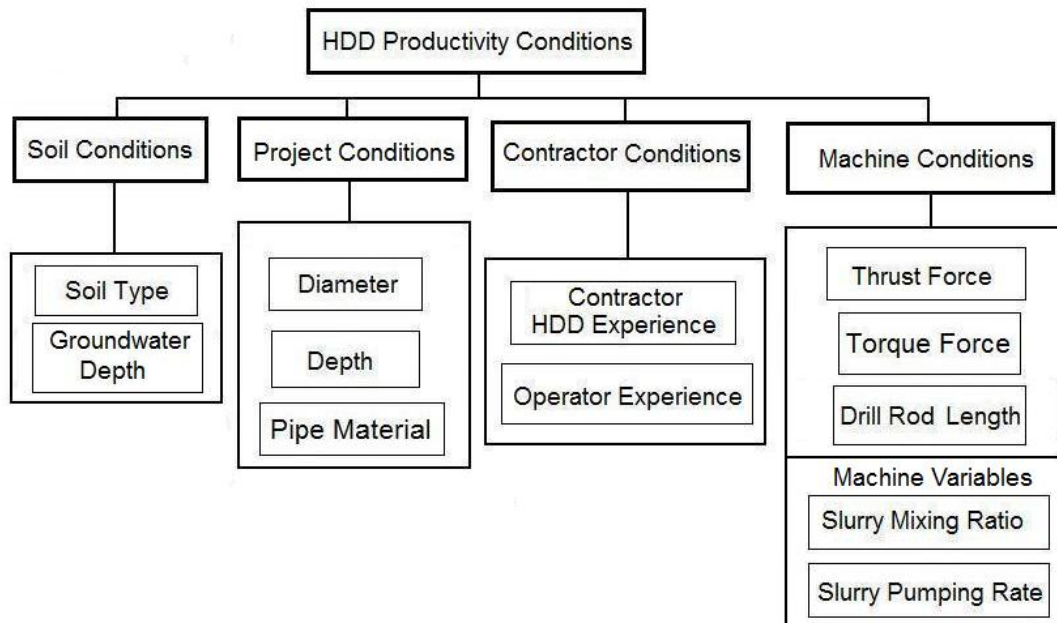 HDD Productivity Conditions
Soil Conditions
Project Conditions
Contractor Conditions
Machine Conditions
Soil Type
Groundwater
Depth
Diameter
Depth
Pipe Material
Contractor
HDD Experience
Operator Experience
Thrust Force
Torque Force
Drill Rod Length
Machine Variables
Slurry Mixing Ratio
Slurry Pumping Rate